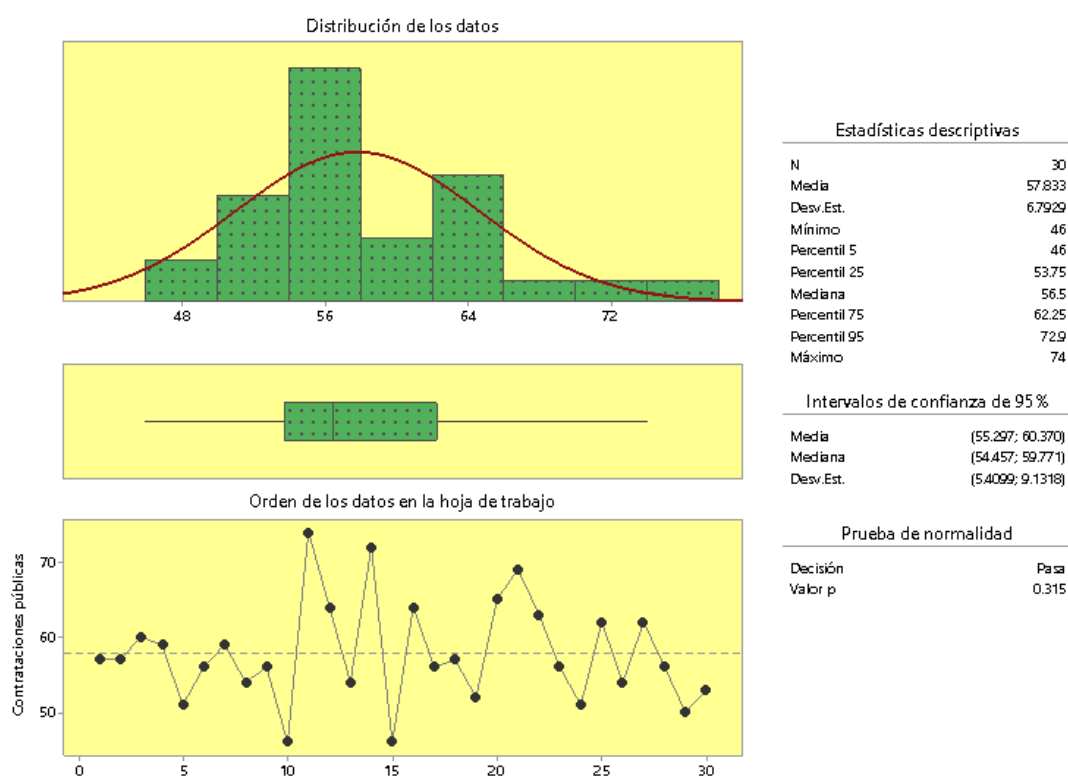 Distribución de los datos
48 56 64 72
Orden de los datos en la hoja de trabajo
Contrataciones públicas
70
60
50
0 5 10 15 20 25 30
Estadísticas descriptivas
N 30
Media 57.833
Desv.Est. 6.7929
Mínimo 46
Percentil 5 46
Percentil 25 53.75
Mediana 56.5
Percentil 75 62.25
Percentil 95 72.9
Máximo 74
Intervalos de confianza de 95%
Media (55.297; 60.370)
Mediana (54.457; 59.771)
Desv.Est. (5.4099; 9.1318)
Prueba de normalidad
Decisión Pasa
Valor p 0.315